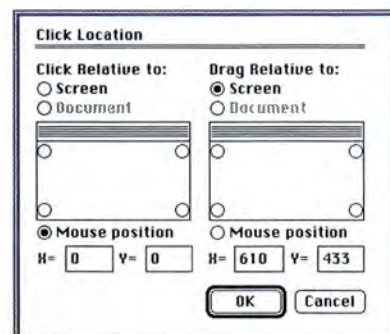 Click Location
Click Relative to:
Screen
Document
Mouse position
X= 0 Y= 0
Drag Relative to:
Screen
Document
Mouse position
X= 610 Y= 433
OK Cancel